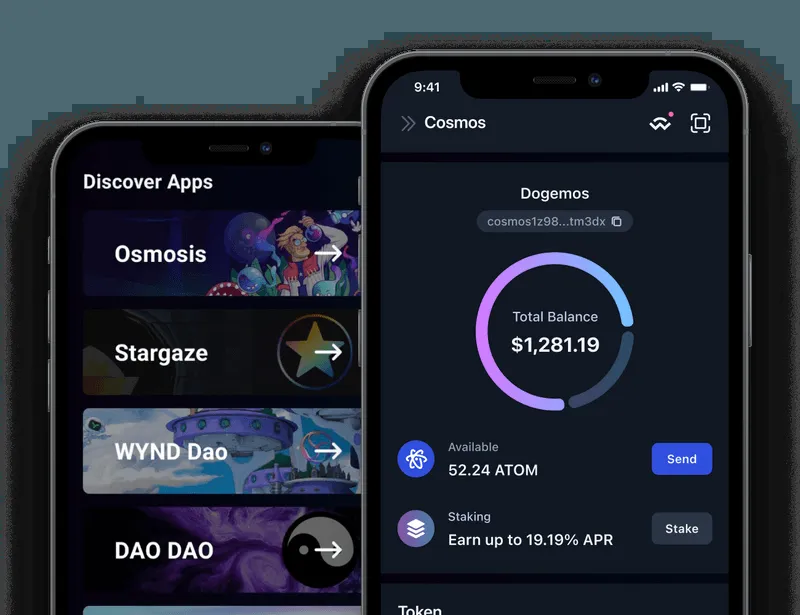 Discover Apps
Osmosis
Stargaze
WYND Dao
DAO DAO
9:41
Cosmos
Dogemos
cosmos1z98...tm3dx
Total Balance
$1,281.19
Available
52.24 ATOM
Send
Staking
Earn up to 19.19% APR
Stake
Token